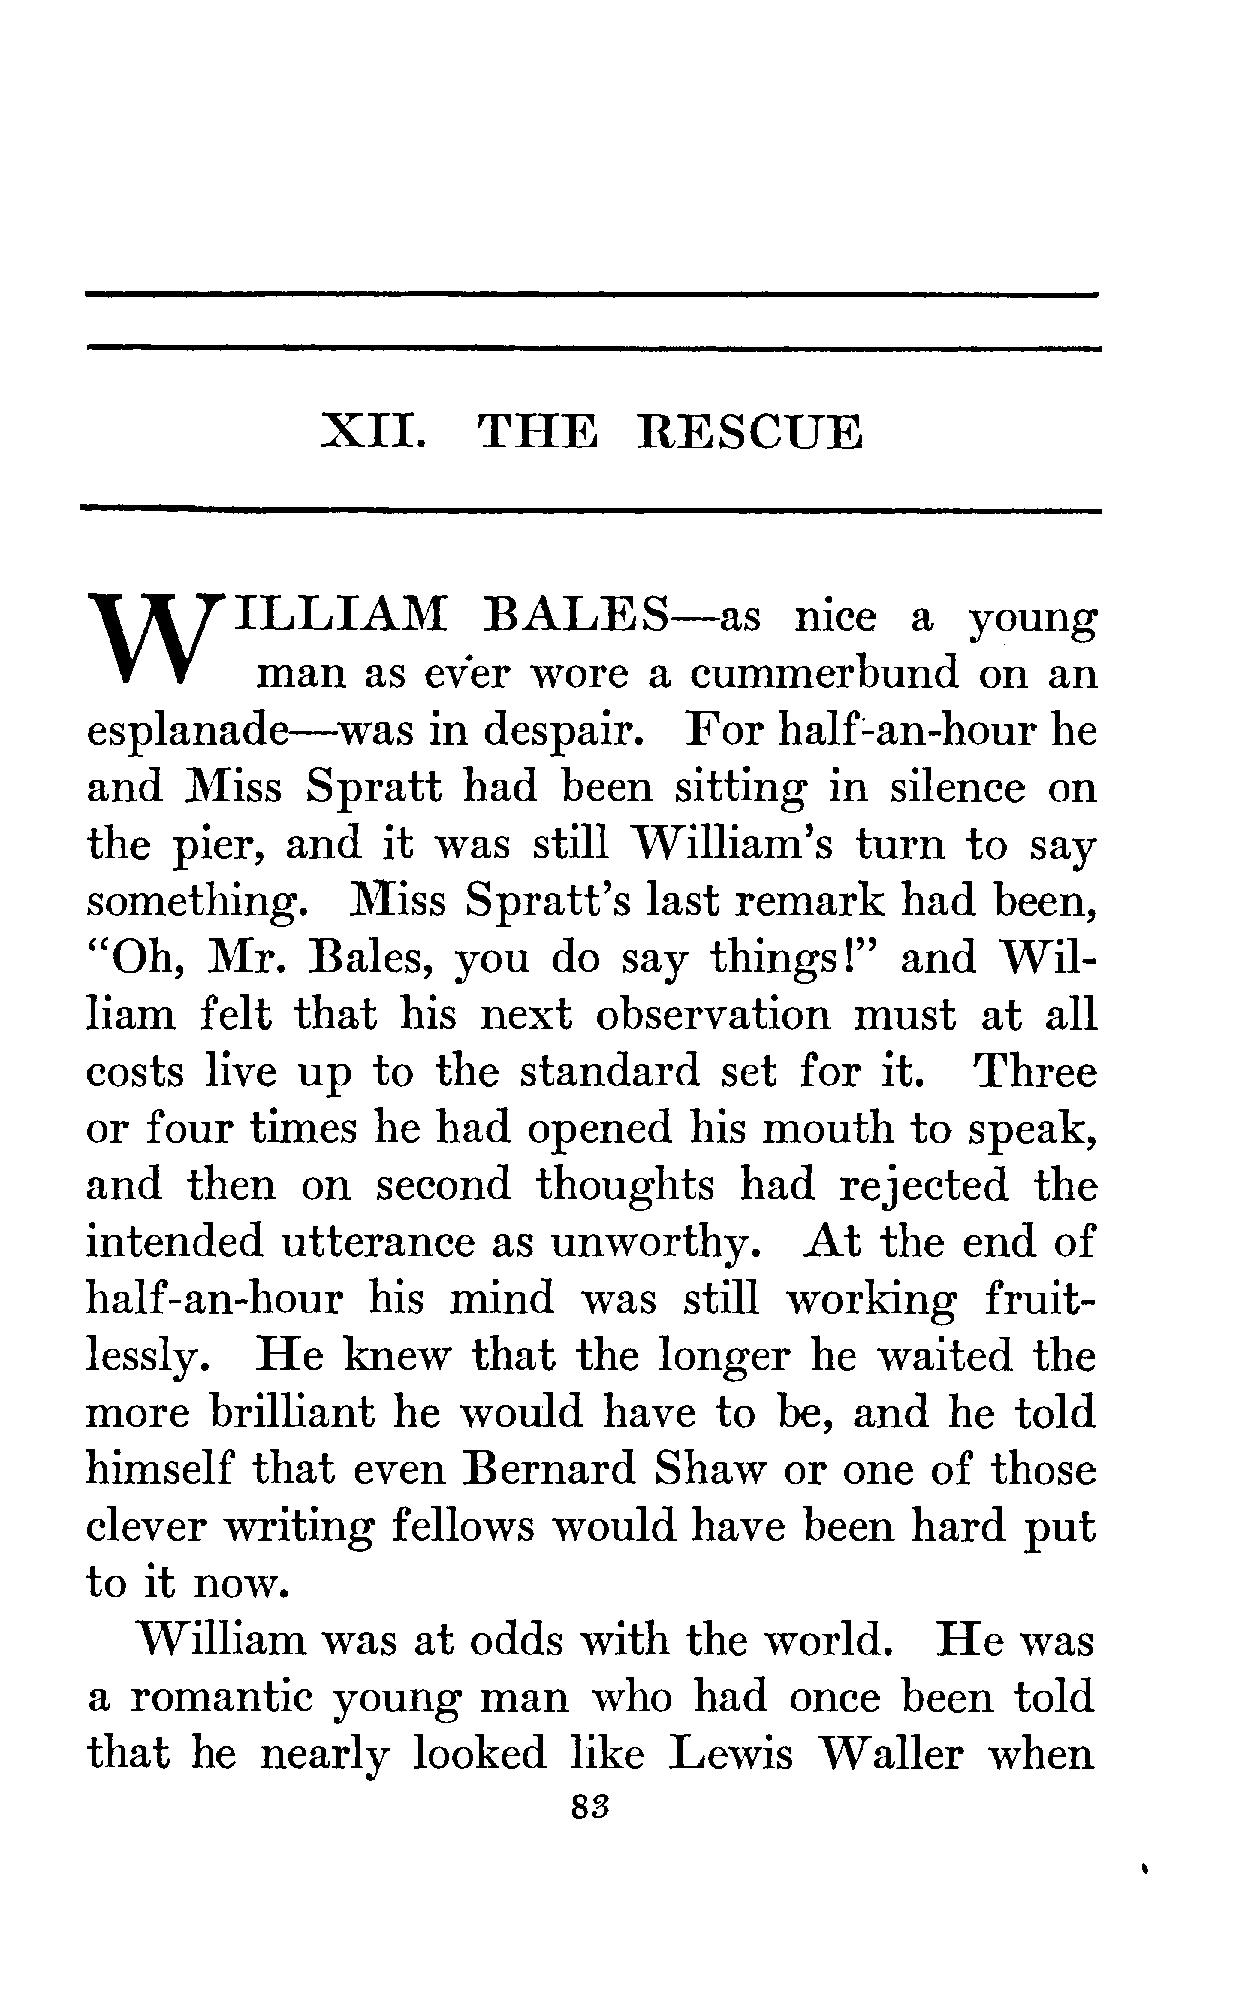 XII. THE RESCUE
WILLIAM BALES—as nice a young
man as ever wore a cummerbund on an
esplanade—was in despair. For half-an-hour he
and Miss Spratt had been sitting in silence on
the pier, and it was still William's turn to say
something. Miss Spratt's last remark had been,
"Oh, Mr. Bales, you do say things!" and Wil-
liam felt that his next observation must at all
costs live up to the standard set for it. Three
or four times he had opened his mouth to speak,
and then on second thoughts had rejected the
intended utterance as unworthy. At the end of
half-an-hour his mind was still working fruit-
lessly. He knew that the longer he waited the
more brilliant he would have to be, and he told
himself that even Bernard Shaw or one of those
clever writing fellows would have been hard put
to it now.
William was at odds with the world. He was
a romantic young man who had once been told
that he nearly looked like Lewis Waller when
83